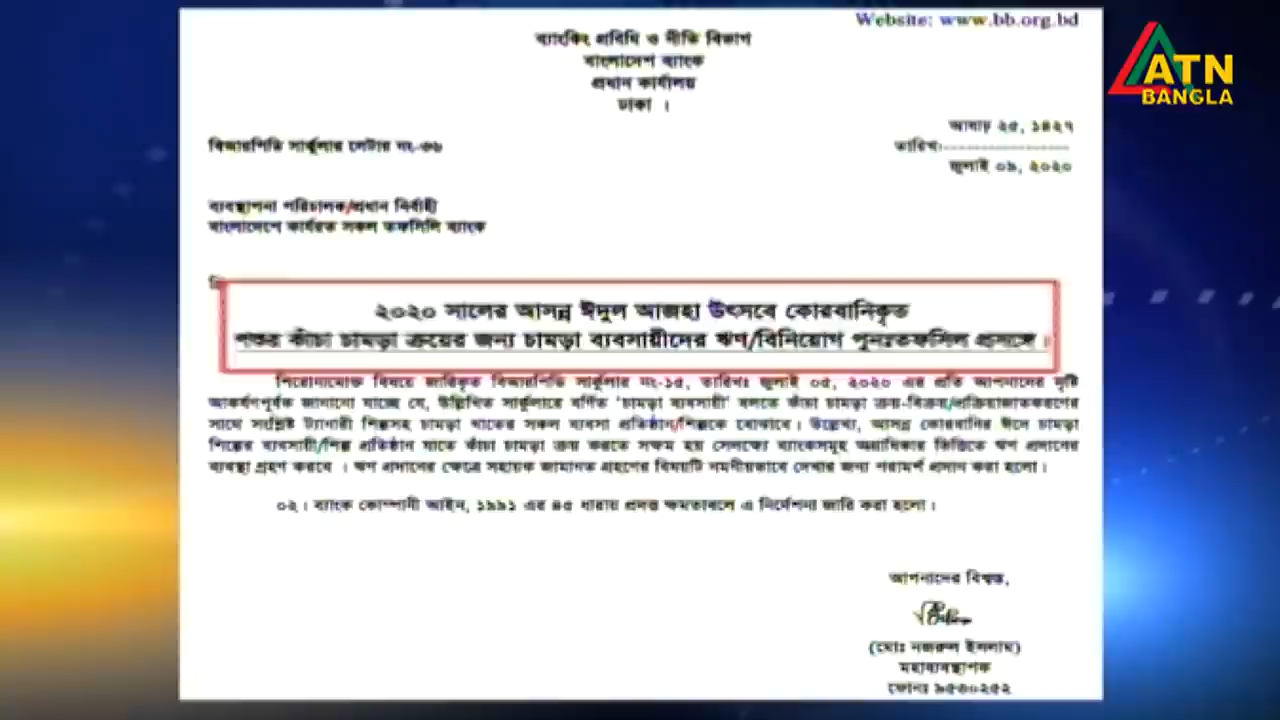 Website: www.bb.org.bd
ব্যাংকিং প্রবিধি ও নীতি বিভাগ
বাংলাদেশ ব্যাংক
প্রধান কার্যালয়
ঢাকা ।
ATN
BANGLA
আষাঢ় ২৫, ১৪২৭
বিআরপিডি সার্কুলার লেটার নং-৩৬
তারিখঃ--------------------
জুলাই ০৯, ২০২০
ব্যবস্থাপনা পরিচালক/প্রধান নির্বাহী
বাংলাদেশে কার্যরত সকল তফসিলি ব্যাংক
২০২০ সালের আসন্ন ঈদুল আজহা উৎসবে কোরবানিকৃত
পশুর কাঁচা চামড়া ক্রয়ের জন্য চামড়া ব্যবসায়ীদের ঋণ/বিনিয়োগ পুনঃতফসিল প্রসঙ্গে ।
শিরোনামোক্ত বিষয়ে জারিকৃত বিআরপিডি সার্কুলার নং-১৫, তারিখঃ জুলাই ০৫, ২০২০ এর প্রতি আপনাদের দৃষ্টি
আকর্ষণপূর্বক জানানো যাচ্ছে যে, উল্লিখিত সার্কুলারে বর্ণিত ‘চামড়া ব্যবসায়ী’ বলতে কাঁচা চামড়া ক্রয়-বিক্রয়/প্রক্রিয়াজাতকরণের
সাথে সংশ্লিষ্ট ট্যানারী শিল্পসহ চামড়া খাতের সকল ব্যবসা প্রতিষ্ঠান/শিল্পকে বোঝাবে। উল্লেখ্য, আসন্ন কোরবানির ঈদে চামড়া
শিল্পের ব্যবসায়ী/শিল্প প্রতিষ্ঠান যাতে কাঁচা চামড়া ক্রয় করতে সক্ষম হয় সেলক্ষ্যে ব্যাংকসমূহ অগ্রাধিকার ভিত্তিতে ঋণ প্রদানের
ব্যবস্থা গ্রহণ করবে । ঋণ প্রদানের ক্ষেত্রে সহায়ক জামানত গ্রহণের বিষয়টি নমনীয়ভাবে দেখার জন্য পরামর্শ প্রদান করা হলো।
০২। ব্যাংক কোম্পানী আইন, ১৯৯১ এর ৪৫ ধারায় প্রদত্ত ক্ষমতাবলে এ নির্দেশনা জারি করা হলো।
আপনাদের বিশ্বস্ত,
(মোঃ নজরুল ইসলাম)
মহাব্যবস্থাপক
ফোনঃ ৯৫৩০২৫২